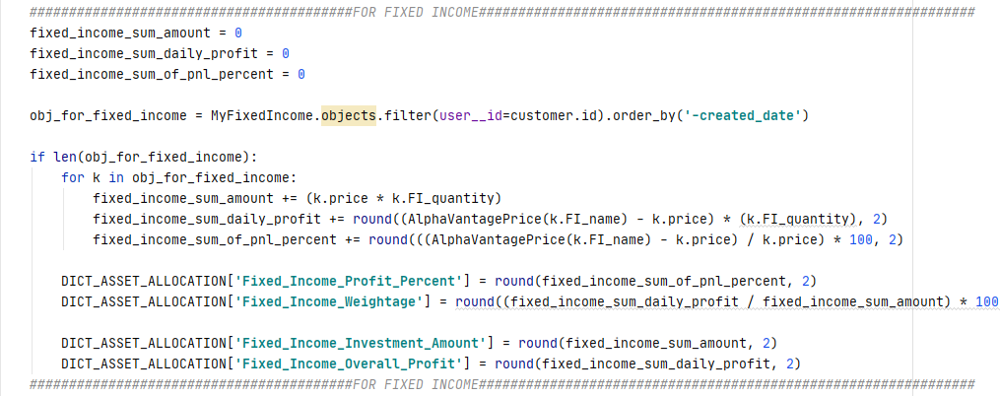 #########################################FOR FIXED INCOME###############################################################
fixed_income_sum_amount = 0
fixed_income_sum_daily_profit = 0
fixed_income_sum_of_pnl_percent = 0
obj_for_fixed_income = MyFixedIncome.objects.filter(user__id=customer.id).order_by('-created_date')
if len(obj_for_fixed_income):
for k in obj_for_fixed_income:
fixed_income_sum_amount += (k.price * k.FI_quantity)
fixed_income_sum_daily_profit += round((AlphaVantagePrice(k.FI_name) - k.price) * (k.FI_quantity), 2)
fixed_income_sum_of_pnl_percent += round(((AlphaVantagePrice(k.FI_name) - k.price) / k.price) * 100, 2)
DICT_ASSET_ALLOCATION['Fixed_Income_Profit_Percent'] = round(fixed_income_sum_of_pnl_percent, 2)
DICT_ASSET_ALLOCATION['Fixed_Income_Weightage'] = round((fixed_income_sum_daily_profit / fixed_income_sum_amount) * 100
DICT_ASSET_ALLOCATION['Fixed_Income_Investment_Amount'] = round(fixed_income_sum_amount, 2)
DICT_ASSET_ALLOCATION['Fixed_Income_Overall_Profit'] = round(fixed_income_sum_daily_profit, 2)
#########################################FOR FIXED INCOME###############################################################